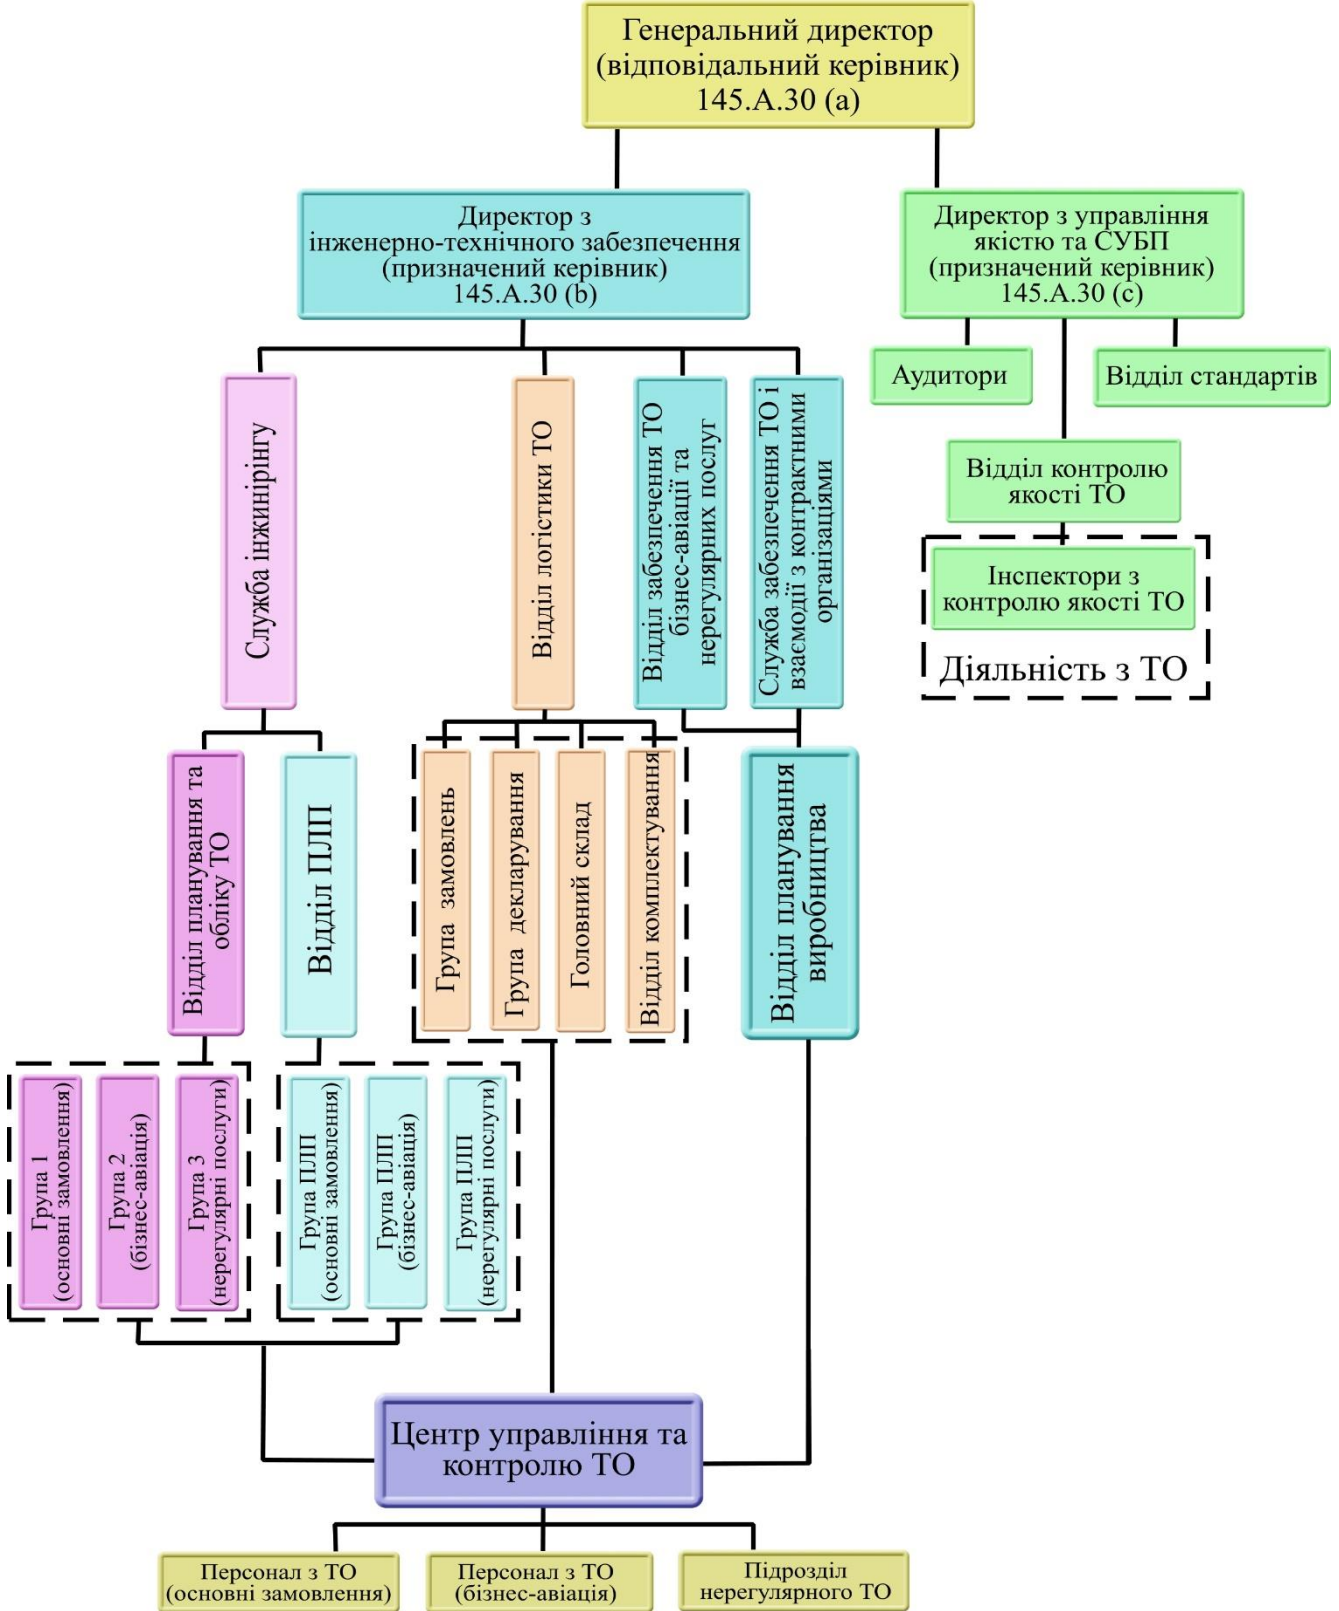 Генеральний директор
(відповідальний керівник)
145.А.30 (а)
Директор з
інженерно-технічного забезпечення
(призначений керівник)
145.А.30 (b)
Директор з управління
якістю та СУБП
(призначений керівник)
145.А.30 (с)
Аудитори
Відділ стандартів
Відділ контролю
якості ТО
Інспектори з
контролю якості ТО
Діяльність з ТО
Служба інжинірінгу
Відділ логістики ТО
Відділ забезпечення ТО
бізнес-авіації та
нерегулярних послуг
Служба забезпечення ТО і
взаємодії з контрактними
організаціями
Відділ планування та
обліку ТО
Відділ ПЛП
Група замовлень
Група декларування
Головний склад
Відділ комплектування
Відділ планування
виробництва
Група 1
(основні замовлення)
Група 2
(бізнес-авіація)
Група 3
(нерегулярні послуги)
Група ПЛП
(основні замовлення)
Група ПЛП
(бізнес-авіація)
Група ПЛП
(нерегулярні послуги)
Центр управління та
контролю ТО
Персонал з ТО
(основні замовлення)
Персонал з ТО
(бізнес-авіація)
Підрозділ
нерегулярного ТО